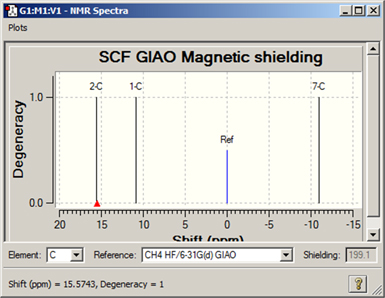 G1:M1:V1 - NMR Spectra
Plots
SCF GIAO Magnetic shielding
2-C 1-C 7-C
1.0
Ref
Degeneracy
0.0
20 15 10 5 0 -5 -10 -15
Shift (ppm)
Element: C Reference: CH4 HF/6-31G(d) GIAO Shielding: 199.1
Shift (ppm) = 15.5743, Degeneracy = 1
?